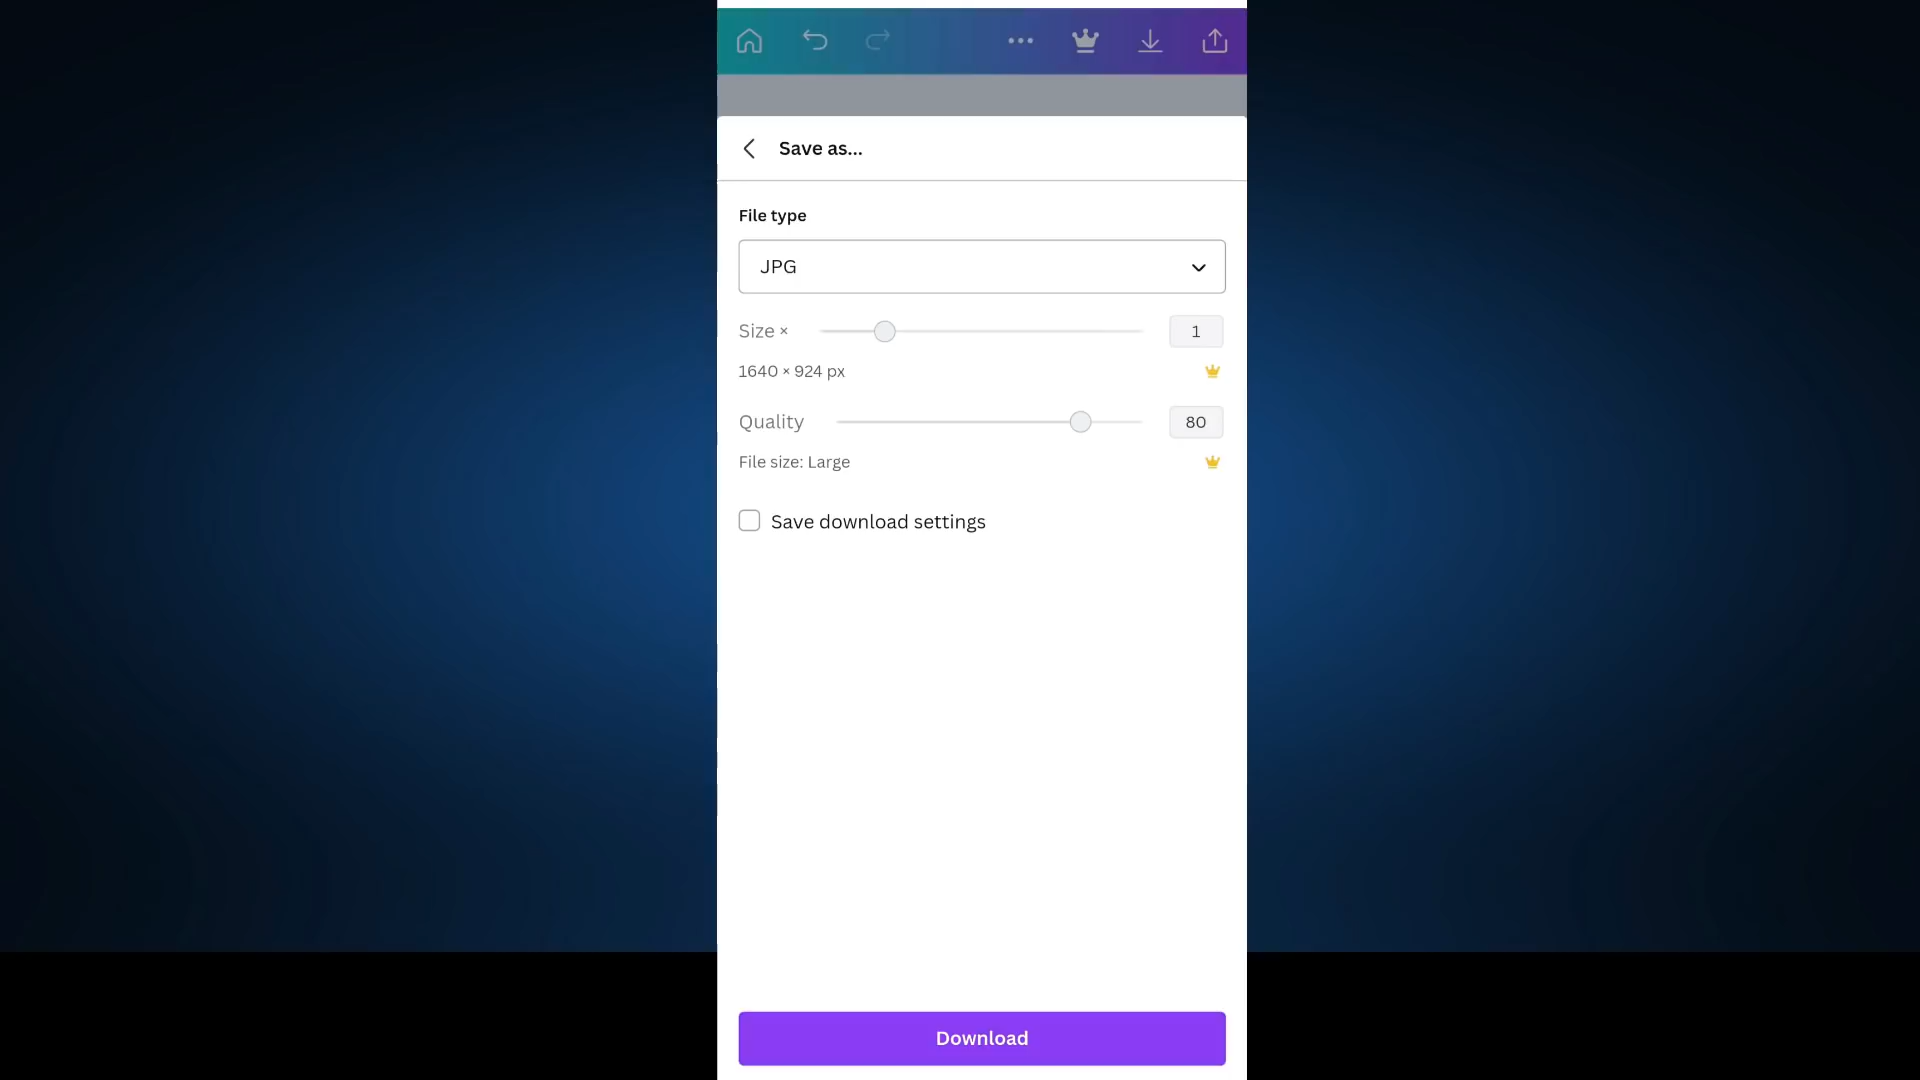 Save as...
File type
JPG
Size × 1
1640 × 924 px
Quality 80
File size: Large
Save download settings
Download